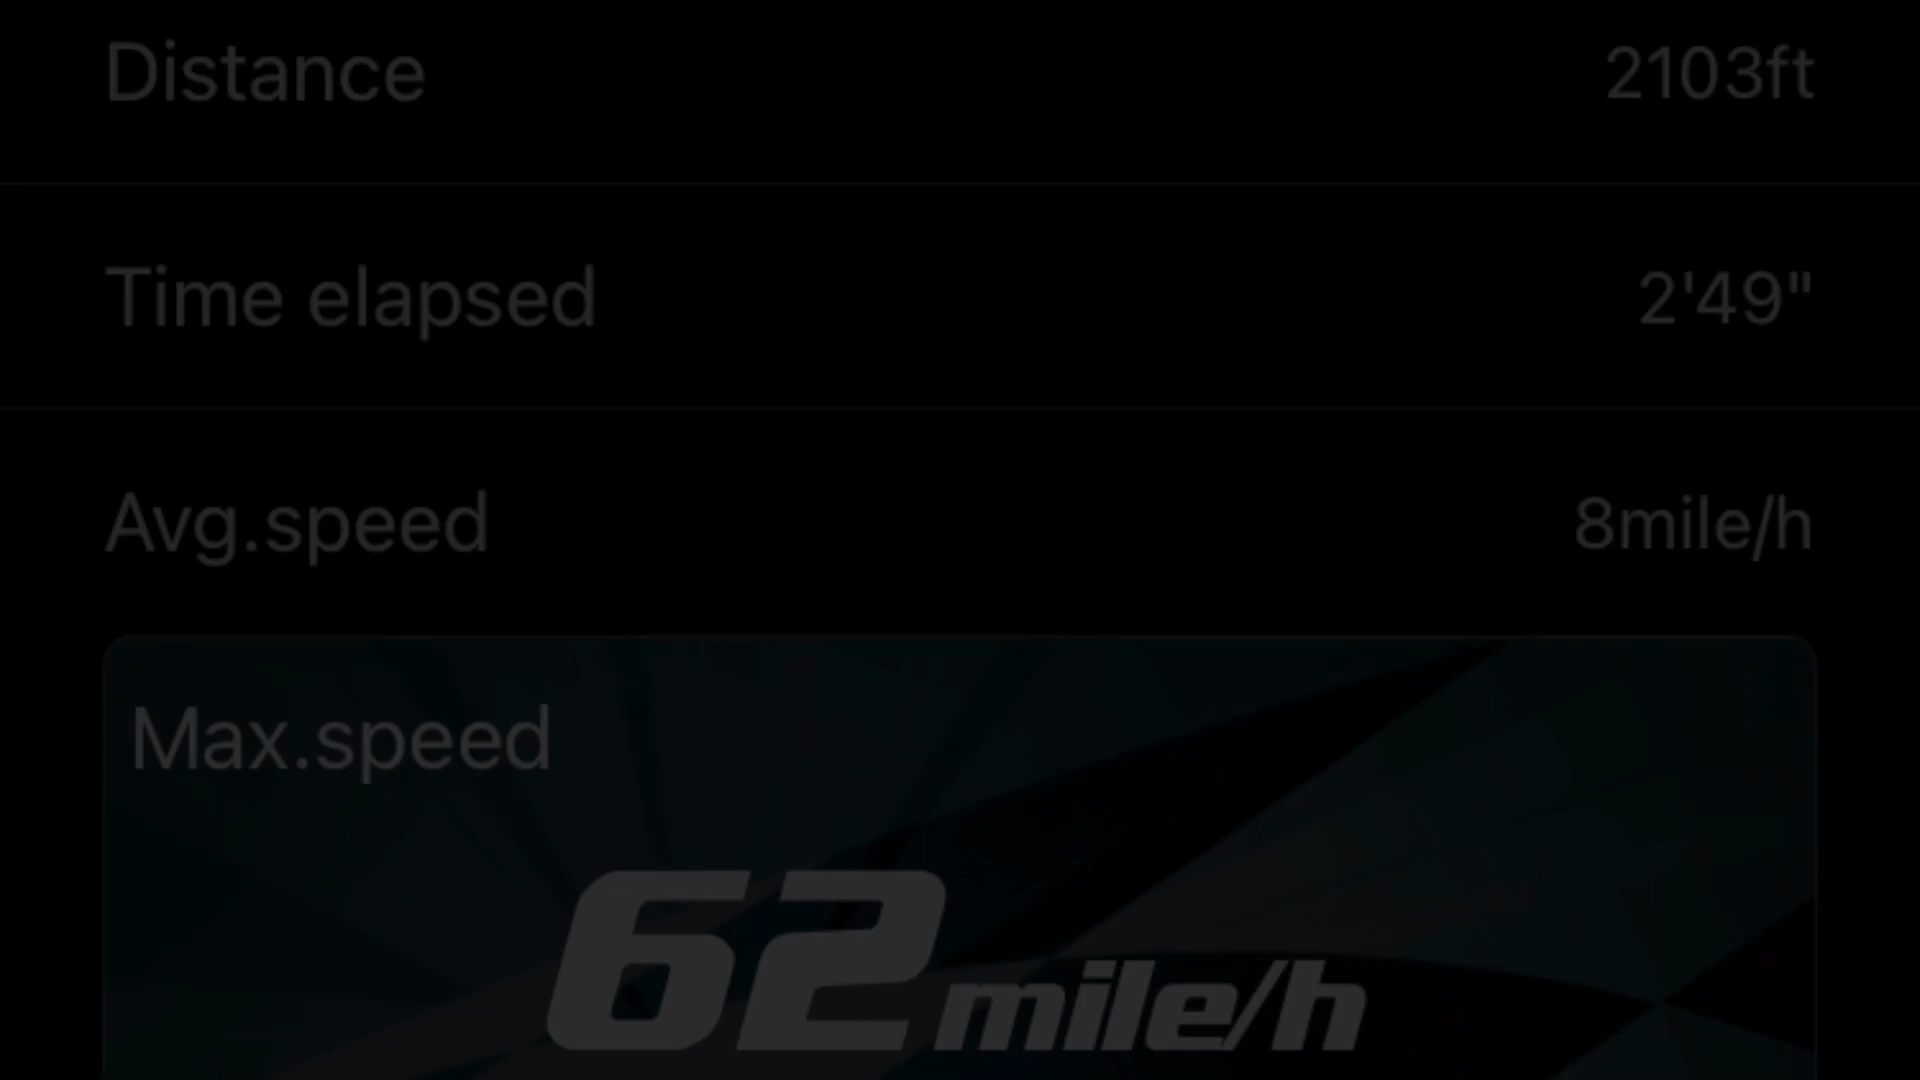 Distance 2103ft
Time elapsed 2'49"
Avg.speed 8mile/h
Max.speed
62mile/h